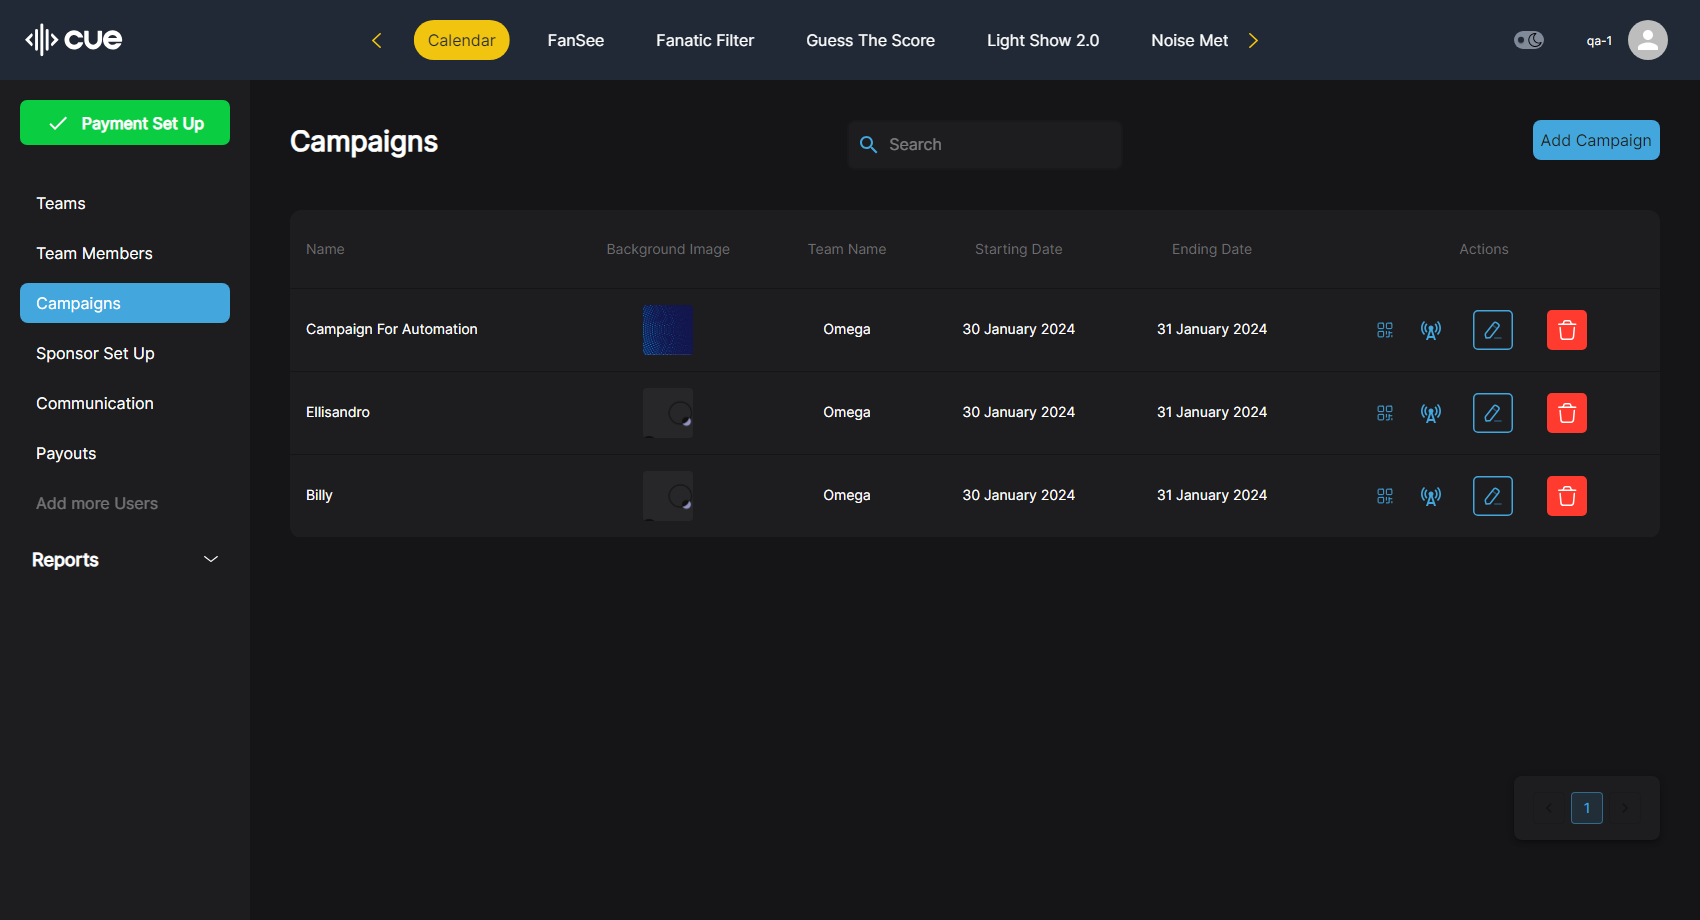 cue
Calendar
FanSee
Fanatic Filter
Guess The Score
Light Show 2.0
Noise Met
qa-1
Payment Set Up
Teams
Team Members
Campaigns
Sponsor Set Up
Communication
Payouts
Add more Users
Reports
Campaigns
Search
Add Campaign
Name Background Image Team Name Starting Date Ending Date Actions
Campaign For Automation Omega 30 January 2024 31 January 2024
Ellisandro Omega 30 January 2024 31 January 2024
Billy Omega 30 January 2024 31 January 2024
1